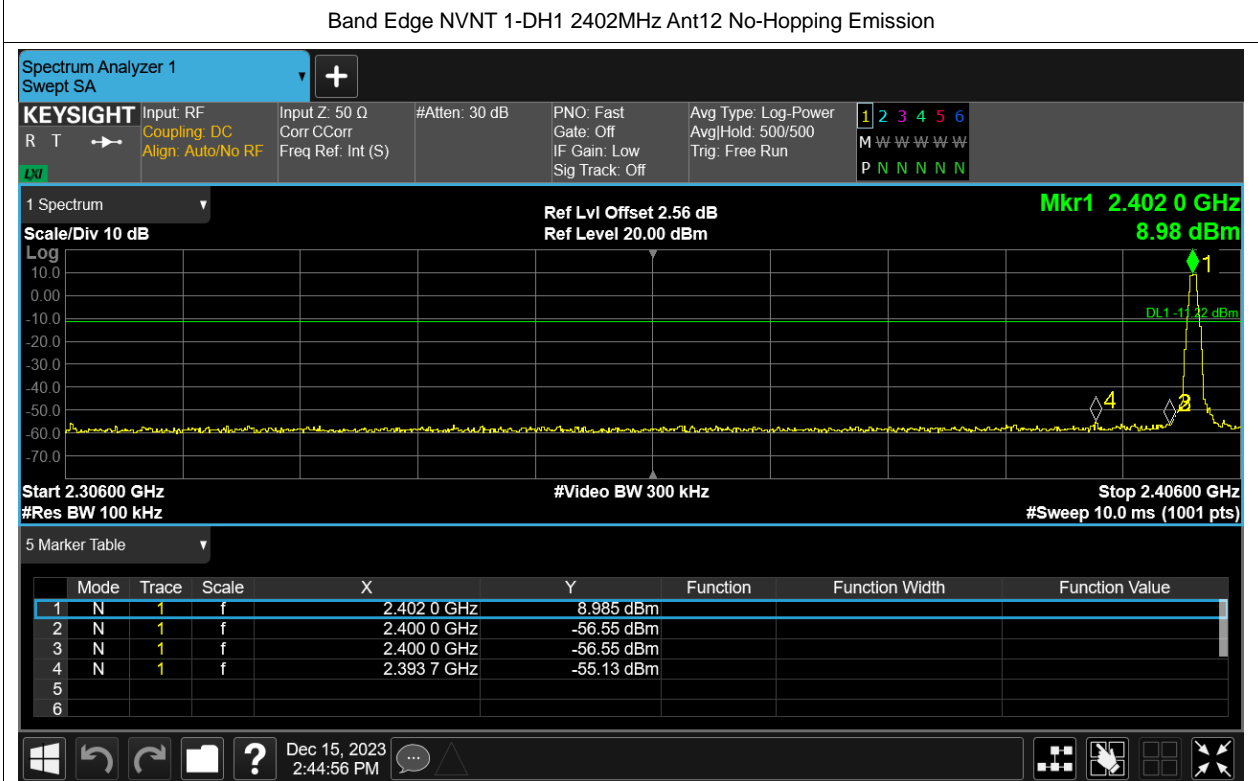 Band Edge NVNT 1-DH1 2402MHz Ant12 No-Hopping Emission
Spectrum Analyzer 1
Swept SA
+
KEYSIGHT Input: RF Input Z: 50 Ω #Atten: 30 dB PNO: Fast Avg Type: Log-Power 1 2 3 4 5 6
R T Coupling: DC Corr CCorr Gate: Off Avg|Hold: 500/500 M W W W W W
Align: Auto/No RF Freq Ref: Int (S) IF Gain: Low Trig: Free Run
LXI Sig Track: Off P N N N N N
1 Spectrum Ref Lvl Offset 2.56 dB Mkr1 2.402 0 GHz
Scale/Div 10 dB Ref Level 20.00 dBm 8.98 dBm
Log
1
10.0
0.00
DL1 -11.22 dBm
-10.0
-20.0
-30.0
-40.0
4
-50.0
-60.0
-70.0
Start 2.30600 GHz #Video BW 300 kHz Stop 2.40600 GHz
#Res BW 100 kHz #Sweep 10.0 ms (1001 pts)
5 Marker Table
Mode Trace Scale X Y Function Function Width Function Value
1 N 1 f 2.402 0 GHz 8.985 dBm
2 N 1 f 2.400 0 GHz -56.55 dBm
3 N 1 f 2.400 0 GHz -56.55 dBm
4 N 1 f 2.393 7 GHz -55.13 dBm
5
6
? Dec 15, 2023
2:44:56 PM